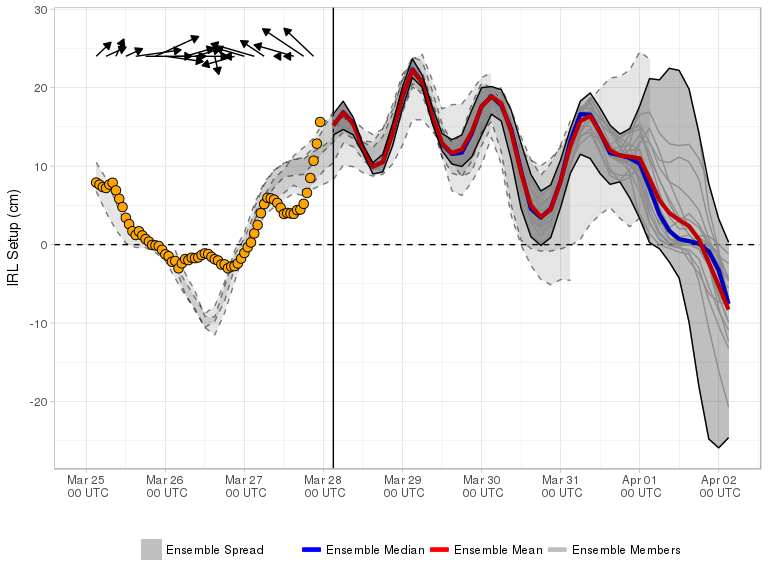 30
20
10
0
-10
-20
IRL Setup (cm)
Mar 25 Mar 26 Mar 27 Mar 28 Mar 29 Mar 30 Mar 31 Apr 01 Apr 02
00 UTC 00 UTC 00 UTC 00 UTC 00 UTC 00 UTC 00 UTC 00 UTC 00 UTC
Ensemble Spread Ensemble Median Ensemble Mean Ensemble Members